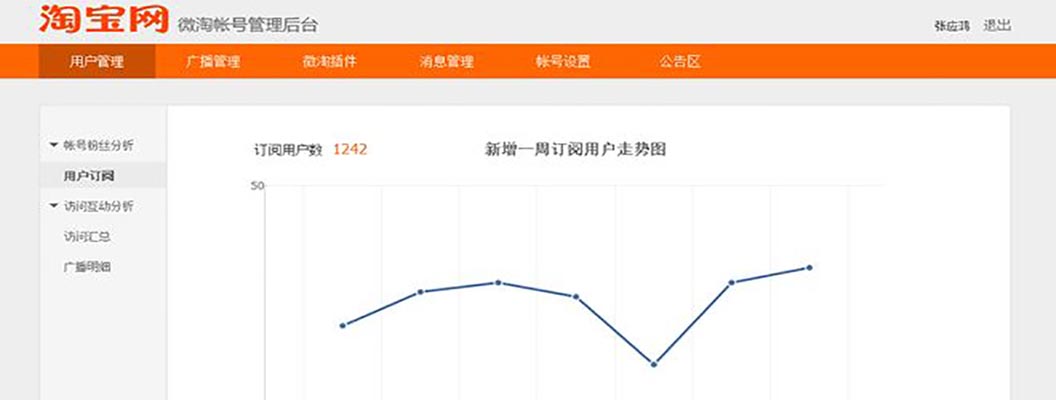 淘宝网 微淘帐号管理后台
张应鸿 退出
用户管理 广播管理 微淘插件 消息管理 帐号设置 公告区
帐号粉丝分析
用户订阅
访问互动分析
访问汇总
广播明细
订阅用户数 1242 新增一周订阅用户走势图
50